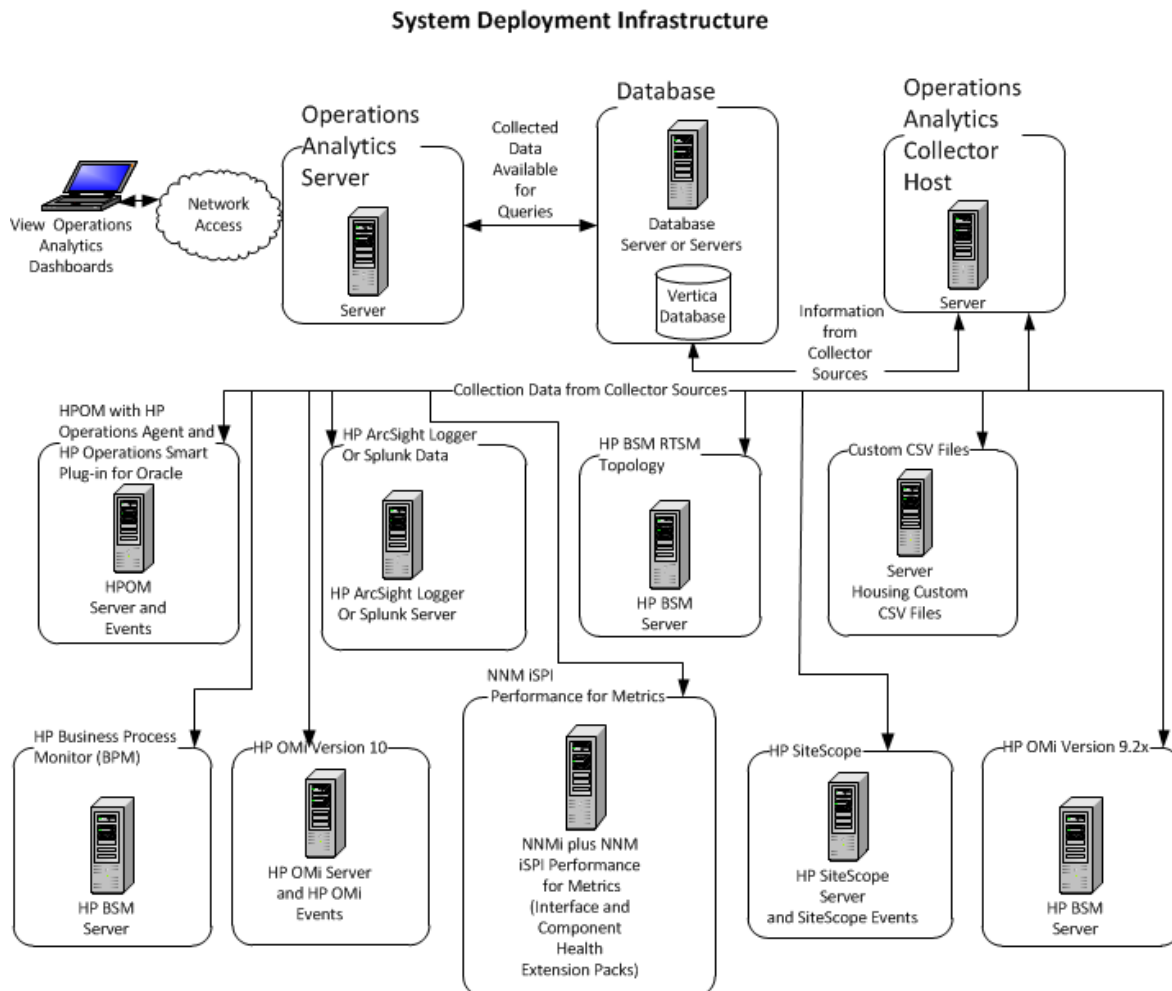 System Deployment Infrastructure
Operations
Analytics
Server
Server
View Operations
Analytics
Dashboards
Network
Access
Collected
Data
Available
for
Queries
Database
Database
Server or Servers
Vertica
Database
Operations
Analytics
Collector
Host
Server
Information
from
Collector
Sources
Collection Data from Collector Sources
HPOM with HP
Operations Agent and
HP Operations Smart
Plug-in for Oracle
HPOM
Server and
Events
HP ArcSight Logger
Or Splunk Data
HP ArcSight Logger
Or Splunk Server
HP BSM RTSM
Topology
HP BSM
Server
Custom CSV Files
Server
Housing Custom
CSV Files
HP Business Process
Monitor (BPM)
HP BSM
Server
HP OMi Version 10
HP OMi Server
and HP OMi
Events
NNM iSPI
Performance for Metrics
NNMi plus NNM
iSPI Performance
for Metrics
(Interface and
Component
Health
Extension Packs)
HP SiteScope
HP SiteScope
Server
and SiteScope Events
HP OMi Version 9.2x
HP BSM
Server